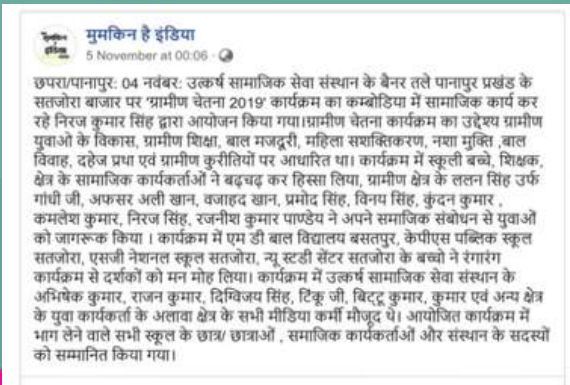 मुमकिन है इंडिया
मुमकिन है इंडिया
5 November at 00:06 ·
छपरा/पानापुर: 04 नवंबर: उत्कर्ष सामाजिक सेवा संस्थान के बैनर तले पानापुर प्रखंड के
सतजोरा बाजार पर 'ग्रामीण चेतना 2019' कार्यक्रम का कम्बोडिया में सामाजिक कार्य कर
रहे निरज कुमार सिंह द्वारा आयोजन किया गया।ग्रामीण चेतना कार्यक्रम का उद्देश्य ग्रामीण
युवाओं के विकास, ग्रामीण शिक्षा, बाल मजदूरी, महिला सशक्तिकरण, नशा मुक्ति ,बाल
विवाह, दहेज प्रथा एवं ग्रामीण कुरीतियों पर आधारित था। कार्यक्रम में स्कूली बच्चे, शिक्षक,
क्षेत्र के सामाजिक कार्यकर्ताओं ने बढ़चढ़ कर हिस्सा लिया, ग्रामीण क्षेत्र के ललन सिंह उर्फ
गांधी जी, अफसर अली खान, वजाहद खान, प्रमोद सिंह, विनय सिंह, कुंदन कुमार ,
कमलेश कुमार, निरज सिंह, रजनीश कुमार पाण्डेय ने अपने समाजिक संबोधन से युवाओं
को जागरूक किया । कार्यक्रम में एम डी बाल विद्यालय बसतपुर, केपीएस पब्लिक स्कूल
सतजोरा, एसजी नेशनल स्कूल सतजोरा, न्यू स्टडी सेंटर सतजोरा के बच्चो ने रंगारंग
कार्यक्रम से दर्शकों को मन मोह लिया। कार्यक्रम में उत्कर्ष सामाजिक सेवा संस्थान के
अभिषेक कुमार, राजन कुमार, दिग्विजय सिंह, टिंकू जी, बिट्टू कुमार, कुमार एवं अन्य क्षेत्र
के युवा कार्यकर्ता के अलावा क्षेत्र के सभी मीडिया कर्मी मौजूद थे। आयोजित कार्यक्रम में
भाग लेने वाले सभी स्कूल के छात्र/ छात्राओं , समाजिक कार्यकर्ताओं और संस्थान के सदस्यों
को सम्मानित किया गया।